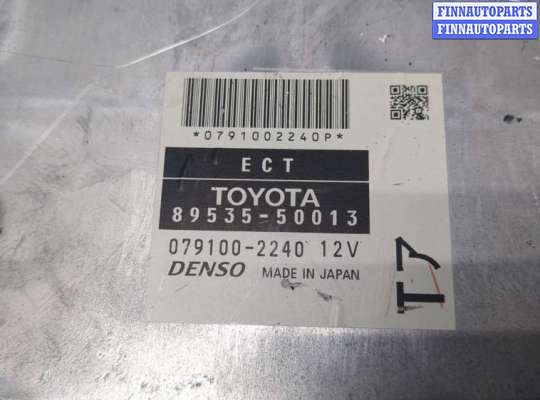 FINNAUTOPARTS
FINNAUTOPARTS
*0791002240P*
ECT
TOYOTA
89535-50013
079100-2240 12V
DENSO MADE IN JAPAN